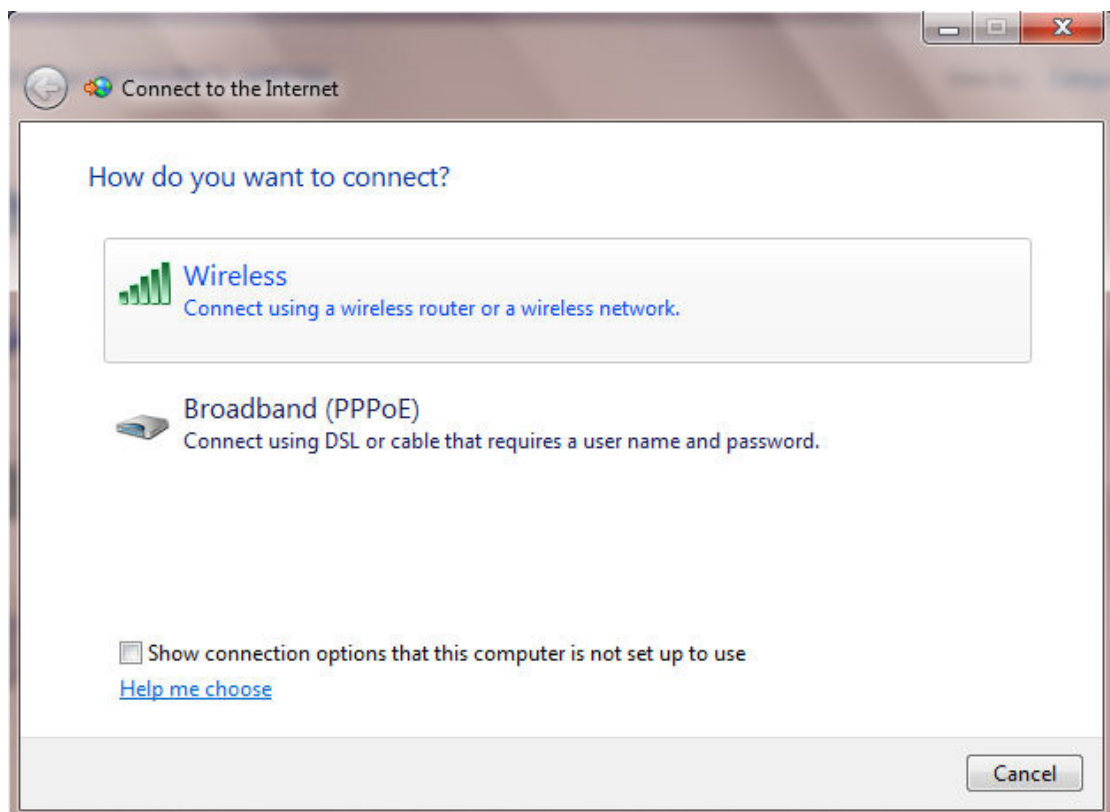 Connect to the Internet
How do you want to connect?
Wireless
Connect using a wireless router or a wireless network.
Broadband (PPPoE)
Connect using DSL or cable that requires a user name and password.
Show connection options that this computer is not set up to use
Help me choose
Cancel